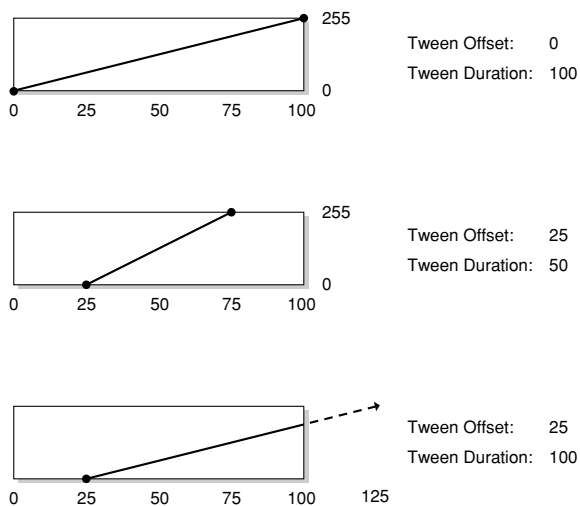 255
Tween Offset: 0
Tween Duration: 100
0
0 25 50 75 100
255
Tween Offset: 25
Tween Duration: 50
0
0 25 50 75 100
Tween Offset: 25
Tween Duration: 100
0 25 50 75 100 125